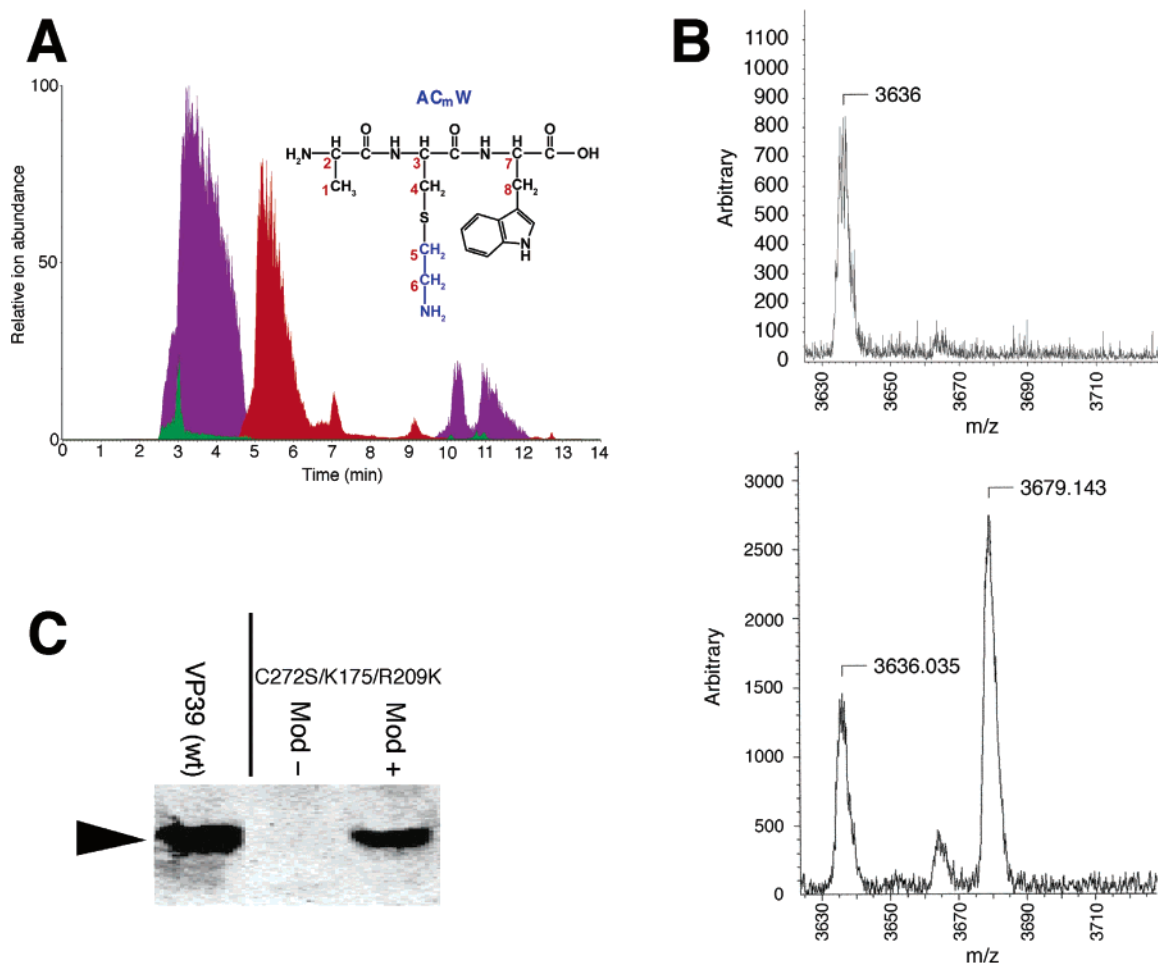 A
100
50
0
Relative ion abundance
0 1 2 3 4 5 6 7 8 9 10 11 12 13 14
Time (min)
ACmW
H2N
H
2
1
CH3
O
N
H
3
4
CH2
S
5
CH2
6
CH2
NH2
O
N
H
7
8
CH2
O
OH
N
H
B
1100
1000
900
800
700
600
500
400
300
200
100
0
Arbitrary
3636
3630 3650 3670 3690 3710
m/z
3000
2500
2000
1500
1000
500
0
Arbitrary
3636.035
3679.143
3630 3650 3670 3690 3710
m/z
C
VP39 (wt)
C272S/K175/R209K
Mod –
Mod +